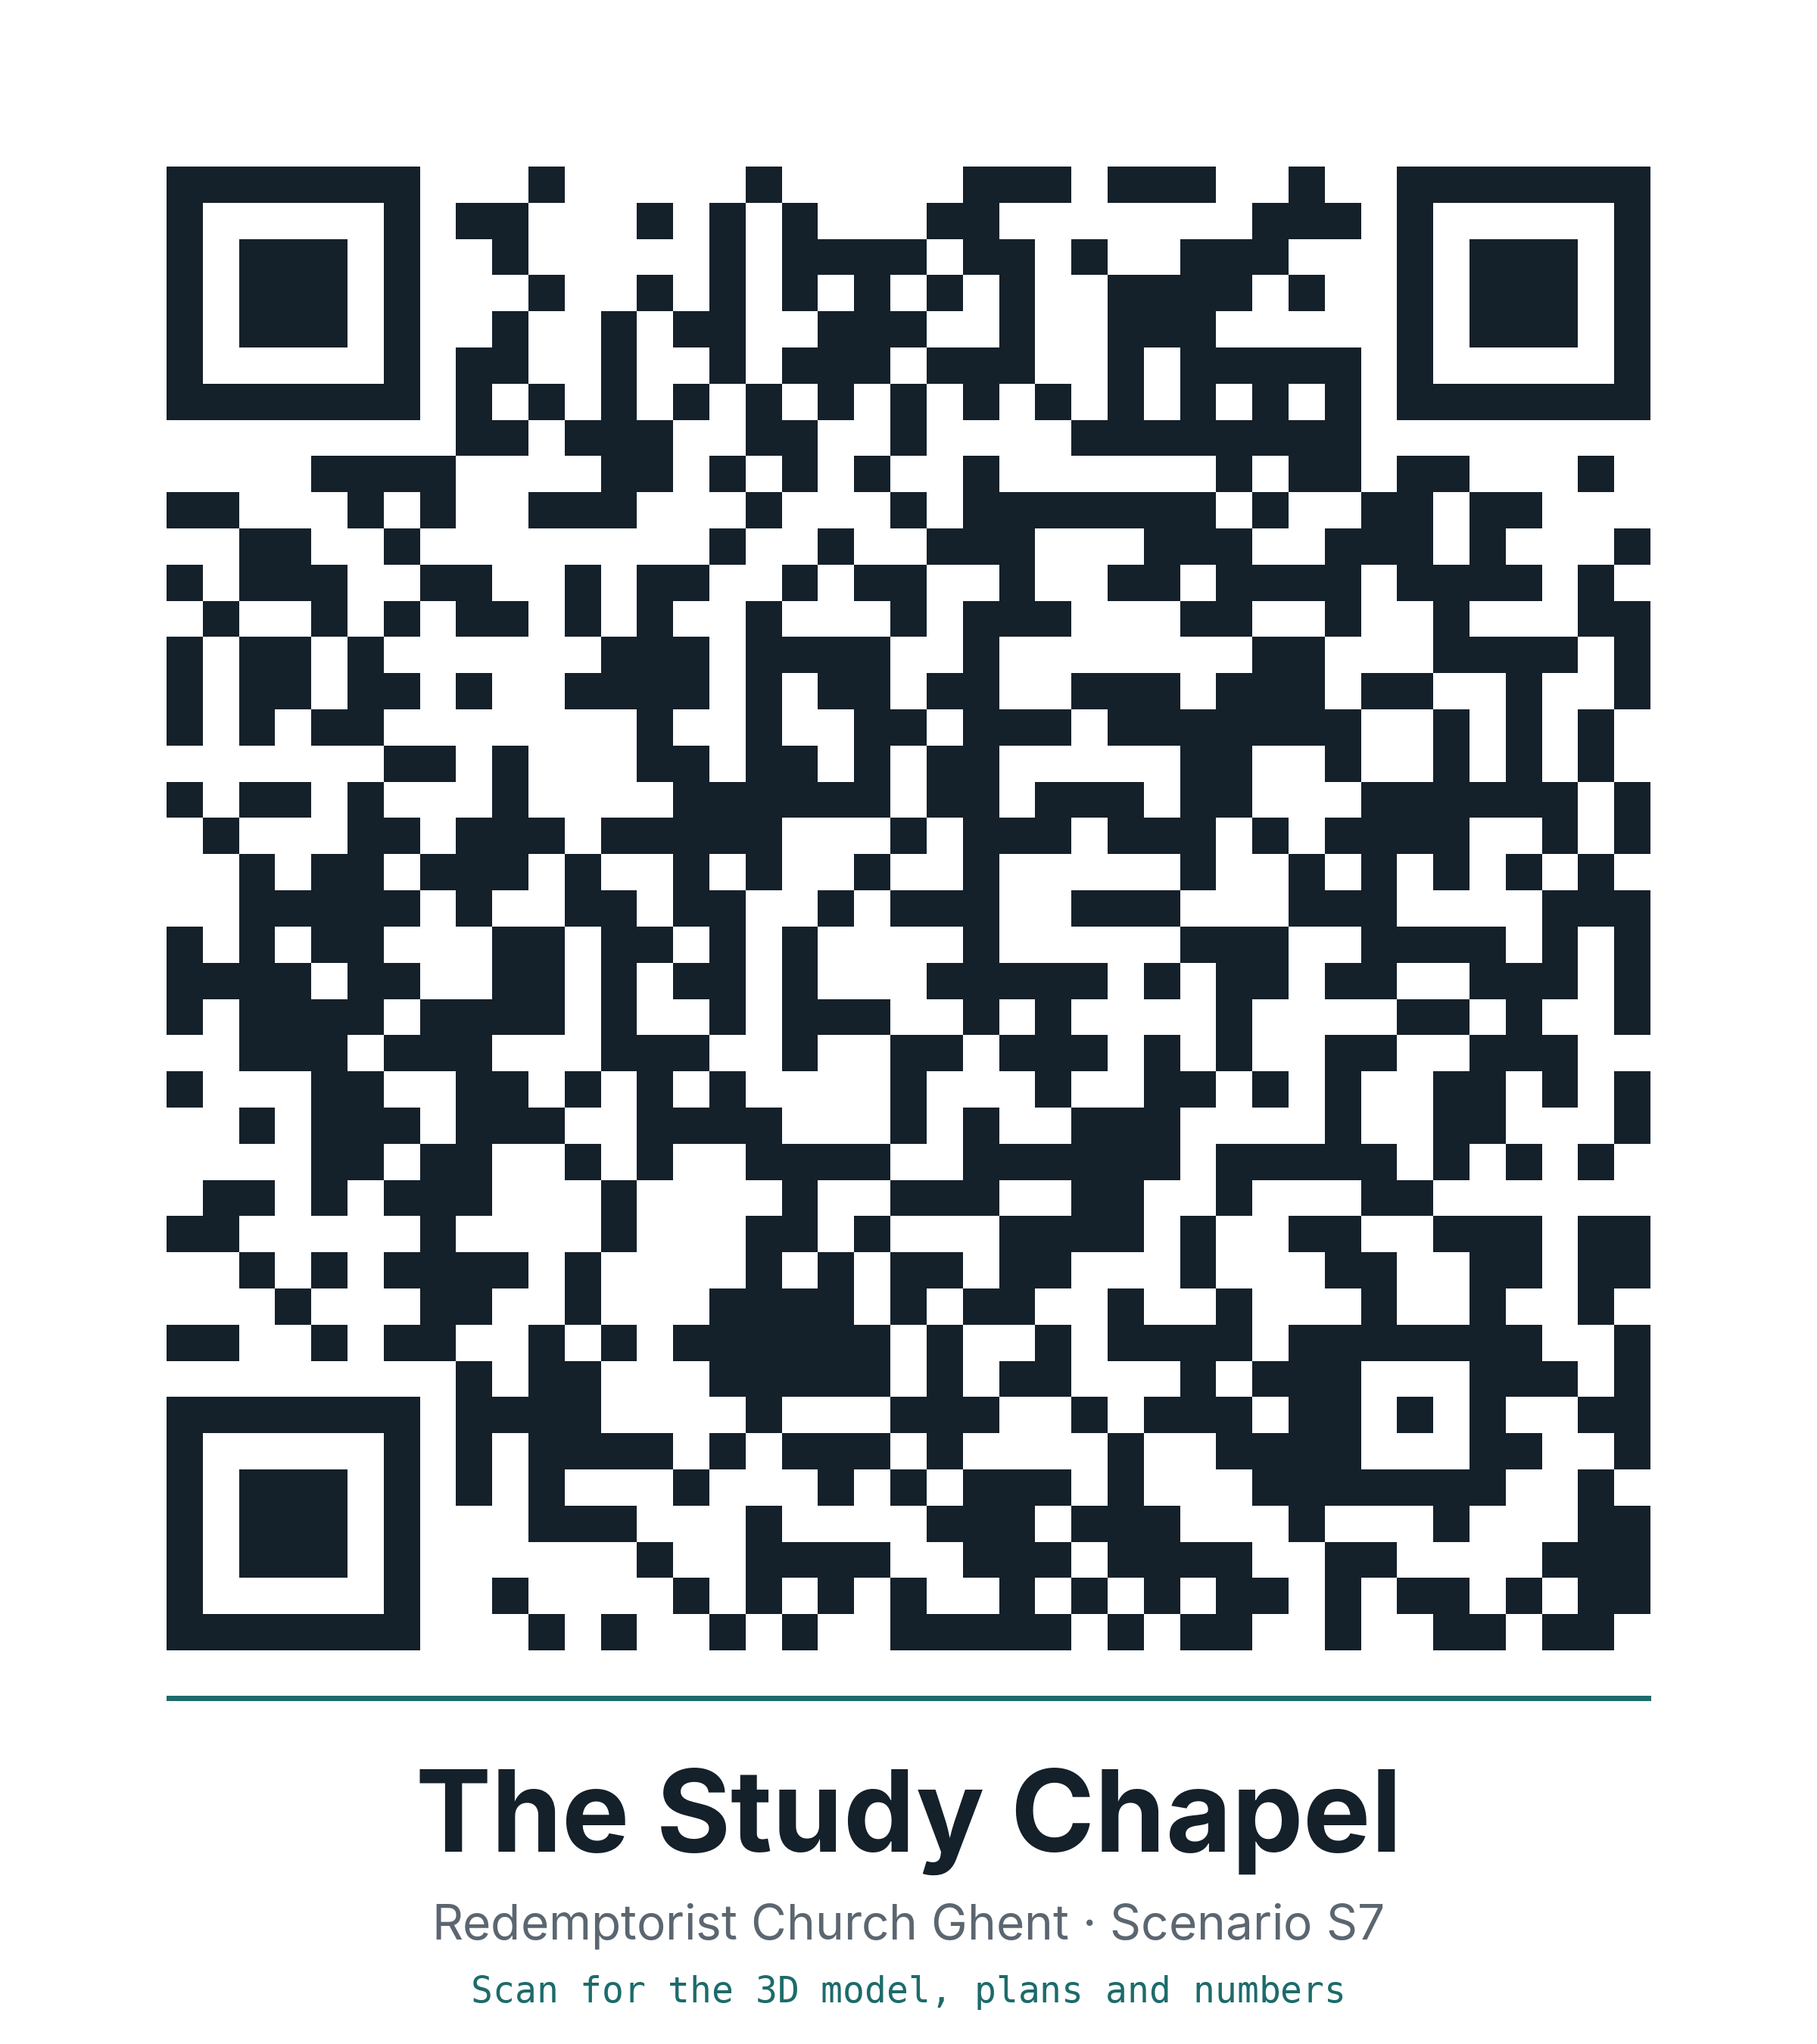 The Study Chapel
Redemptorist Church Ghent · Scenario S7
Scan for the 3D model, plans and numbers